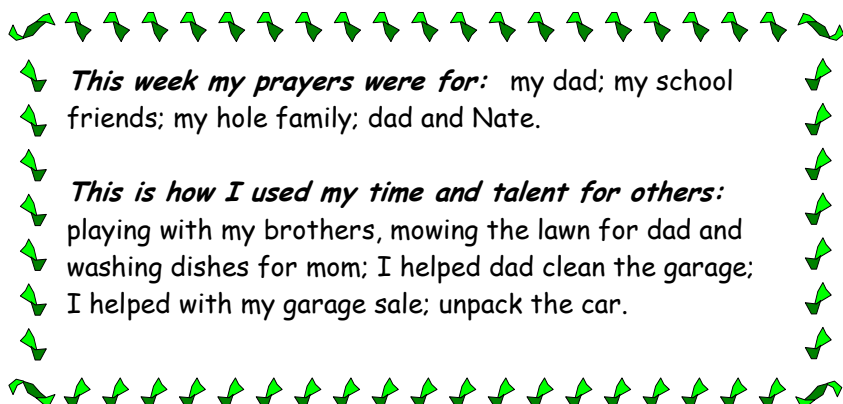 This week my prayers were for: my dad; my school
friends; my hole family; dad and Nate.
This is how I used my time and talent for others:
playing with my brothers, mowing the lawn for dad and
washing dishes for mom; I helped dad clean the garage;
I helped with my garage sale; unpack the car.